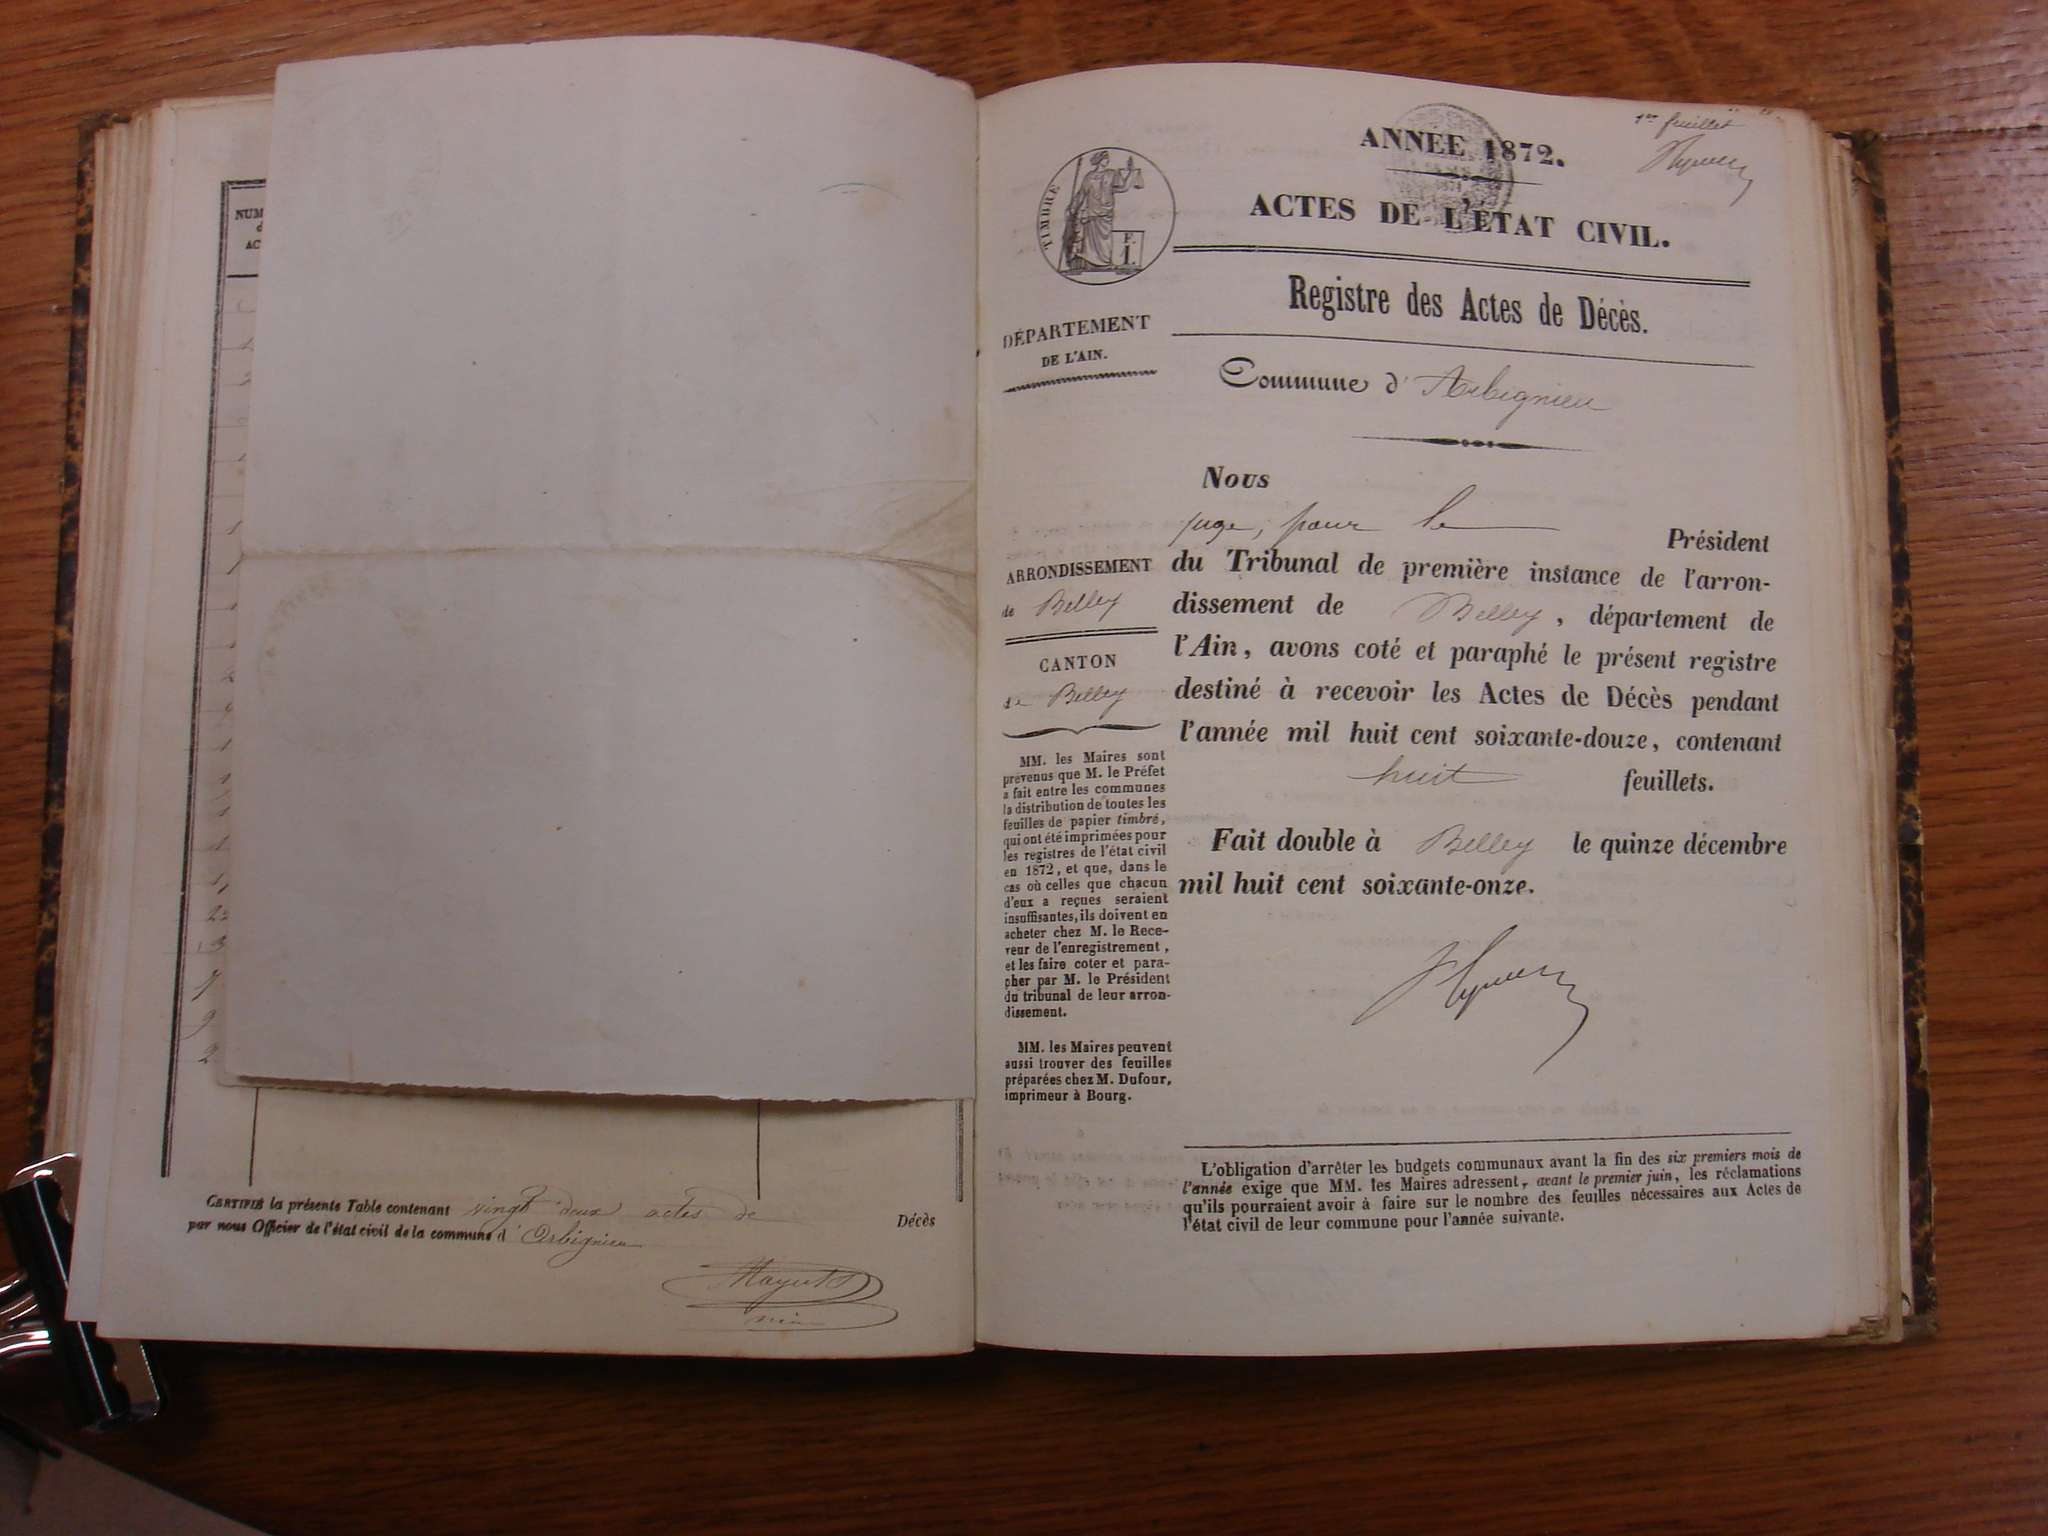 NUM
AC
CERTIFIÉ la présente Table contenant vingt deux actes de Décès
par nous Officier de l'état civil de la commune d'Arbignieu
1er feuillet
ANNÉE 1872.
TIMBRE
ACTES DE L'ÉTAT CIVIL.
Registre des Actes de Décès.
DÉPARTEMENT
DE L'AIN.
Commune d'Arbignieu
ARRONDISSEMENT
de Belley
CANTON
de Belley
MM. les Maires sont
prévenus que M. le Préfet
a fait entre les communes
la distribution de toutes les
feuilles de papier timbré,
qui ont été imprimées pour
les registres de l'état civil
en 1872, et que, dans le
cas où celles que chacun
d'eux a reçues seraient
insuffisantes, ils doivent en
acheter chez M. le Rece-
veur de l'enregistrement,
et les faire coter et para-
pher par M. le Président
du tribunal de leur arron-
dissement.
MM. les Maires peuvent
aussi trouver des feuilles
préparées chez M. Dufour,
imprimeur à Bourg.
Nous
juge, pour le Président
du Tribunal de première instance de l'arron-
dissement de Belley, département de
l'Ain, avons coté et paraphé le présent registre
destiné à recevoir les Actes de Décès pendant
l'année mil huit cent soixante-douze, contenant
huit feuillets.
Fait double à Belley le quinze décembre
mil huit cent soixante-onze.
L'obligation d'arrêter les budgets communaux avant la fin des six premiers mois de
l'année exige que MM. les Maires adressent, avant le premier juin, les réclamations
qu'ils pourraient avoir à faire sur le nombre des feuilles nécessaires aux Actes de
l'état civil de leur commune pour l'année suivante.